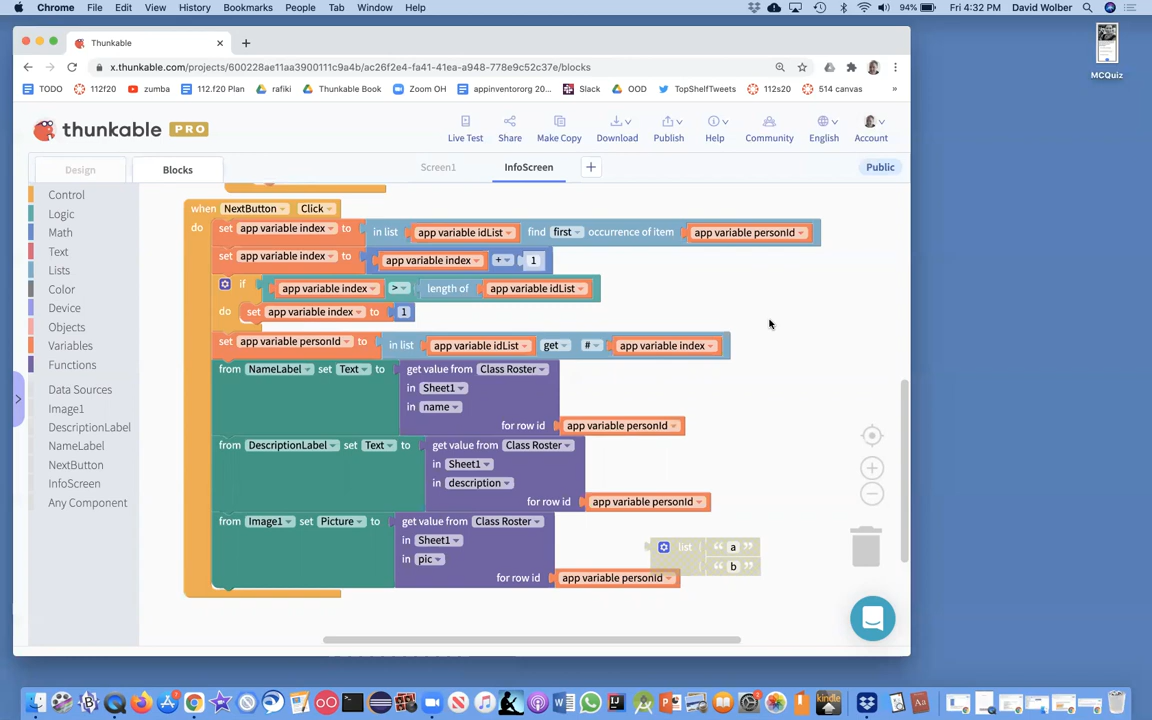 Chrome File Edit View History Bookmarks People Tab Window Help 94% Fri 4:32 PM David Wolber
Thunkable
x.thunkable.com/projects/600228ae11aa3900111c9a4b/ac26f2e4-fa41-41ea-a948-778e9c52c37e/blocks
TODO 112f20 zumba 112.f20 Plan rafiki Thunkable Book Zoom OH appinventororg 20... Slack OOD TopShelfTweets 112s20 514 canvas
MCQuiz
thunkable PRO
Live Test Share Make Copy Download Publish Help Community English Account
Design Blocks Screen1 InfoScreen + Public
Control
Logic
Math
Text
Lists
Color
Device
Objects
Variables
Functions
Data Sources
Image1
DescriptionLabel
NameLabel
NextButton
InfoScreen
Any Component
when NextButton Click
do set app variable index to in list app variable idList find first occurrence of item app variable personId
set app variable index to app variable index + 1
if app variable index > length of app variable idList
do set app variable index to 1
set app variable personId to in list app variable idList get # app variable index
from NameLabel set Text to get value from Class Roster
in Sheet1
in name
for row id app variable personId
from DescriptionLabel set Text to get value from Class Roster
in Sheet1
in description
for row id app variable personId
from Image1 set Picture to get value from Class Roster
in Sheet1
in pic
for row id app variable personId
list “ a ”
“ b ”